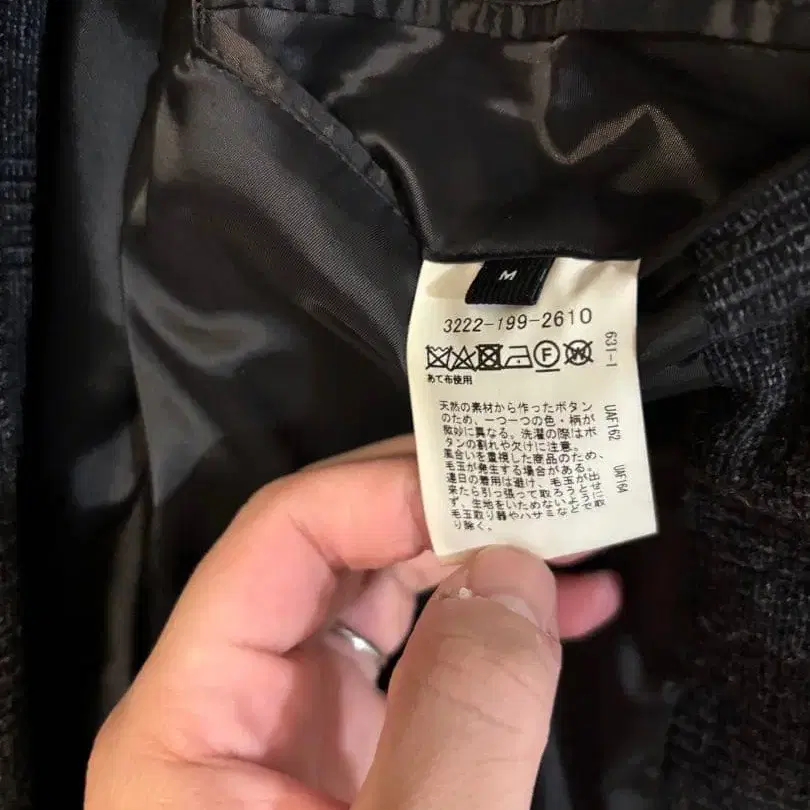 M
3222-199-2610
Ⓕ Ⓦ
あて布使用
天然の素材から作ったボタン
のため、一つ一つの色・柄が
微妙に異なる。洗濯の際はボ
タンの割れや欠けに注意。
風合いを重視した商品のため、
毛玉が発生する場合がある。
連日の着用は避け、毛玉が出
来たら引っ張って取ろうとせ
ず、生地をいためないように
毛玉取り器やハサミなどで取
り除く。
631-1
UAF162
UAF164